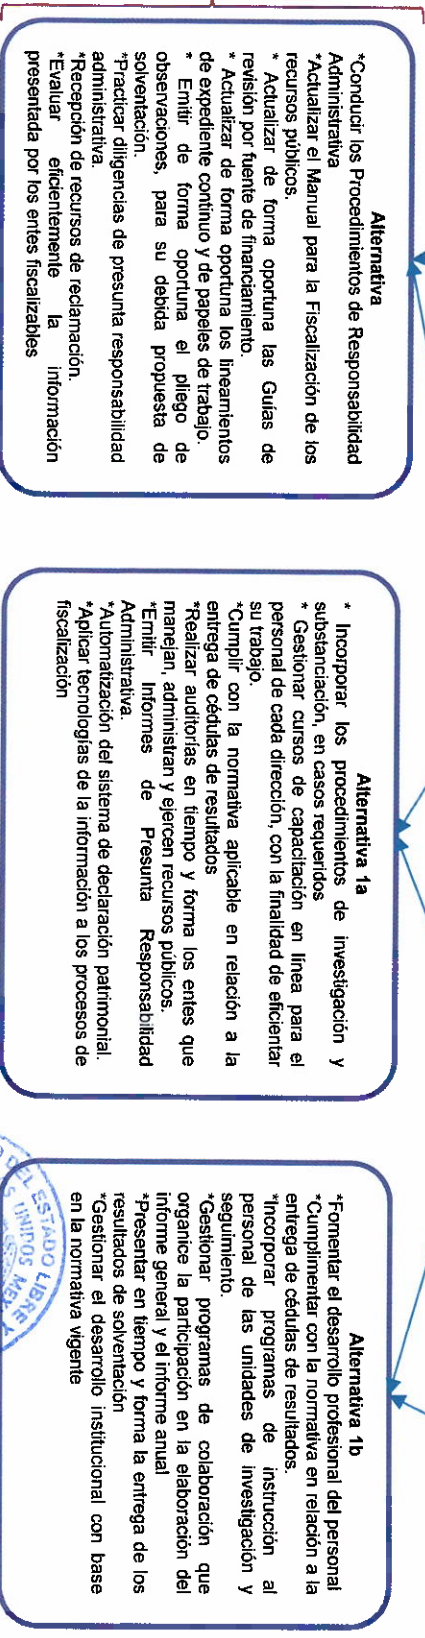 Alternativa
*Conducir los Procedimientos de Responsabilidad
Administrativa
*Actualizar el Manual para la Fiscalización de los
recursos públicos.
* Actualizar de forma oportuna las Guías de
revisión por fuente de financiamiento.
* Actualizar de forma oportuna los lineamientos
de expediente continuo y de papeles de trabajo.
* Emitir de forma oportuna el pliego de
observaciones, para su debida propuesta de
solventación.
*Practicar diligencias de presunta responsabilidad
administrativa.
*Recepción de recursos de reclamación.
*Evaluar eficientemente la información
presentada por los entes fiscalizables
Alternativa 1a
* Incorporar los procedimientos de investigación y
substanciación, en casos requeridos
* Gestionar cursos de capacitación en línea para el
personal de cada dirección, con la finalidad de eficientar
su trabajo.
*Cumplir con la normativa aplicable en relación a la
entrega de cédulas de resultados
*Realizar auditorías en tiempo y forma los entes que
manejan, administran y ejercen recursos públicos.
*Emitir Informes de Presunta Responsabilidad
Administrativa.
*Automatización del sistema de declaración patrimonial.
*Aplicar tecnologías de la información a los procesos de
fiscalización
Alternativa 1b
*Fomentar el desarrollo profesional del personal
*Cumplimentar con la normativa en relación a la
entrega de cédulas de resultados.
*Incorporar programas de instrucción al
personal de las unidades de investigación y
seguimiento.
*Gestionar programas de colaboración que
organice la participación en la elaboración del
informe general y el informe anual
*Presentar en tiempo y forma la entrega de los
resultados de solventación
*Gestionar el desarrollo institucional con base
en la normativa vigente
DEL ESTADO LIBRE Y
UNIDOS